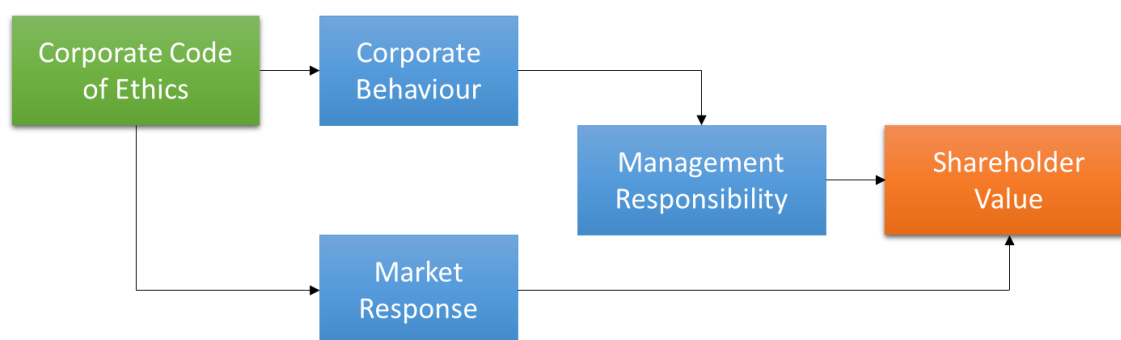 Corporate Code
of Ethics
Corporate
Behaviour
Management
Responsibility
Shareholder
Value
Market
Response